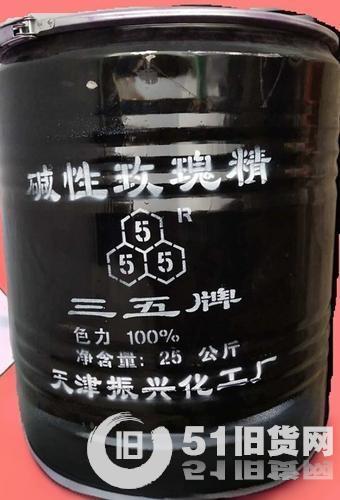 碱性玫瑰精
R
5
5 5
三五牌
色力 100%
净含量: 25 公斤
天津振兴化工厂
旧 51旧货网